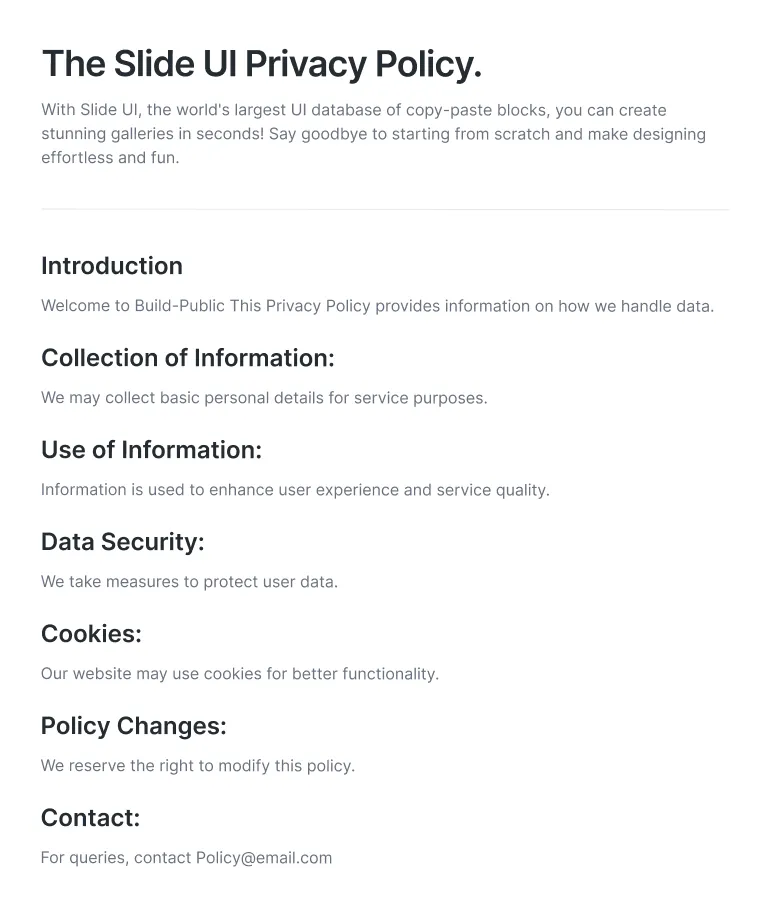 The Slide UI Privacy Policy.
With Slide UI, the world's largest UI database of copy-paste blocks, you can create
stunning galleries in seconds! Say goodbye to starting from scratch and make designing
effortless and fun.
Introduction
Welcome to Build-Public This Privacy Policy provides information on how we handle data.
Collection of Information:
We may collect basic personal details for service purposes.
Use of Information:
Information is used to enhance user experience and service quality.
Data Security:
We take measures to protect user data.
Cookies:
Our website may use cookies for better functionality.
Policy Changes:
We reserve the right to modify this policy.
Contact:
For queries, contact Policy@email.com